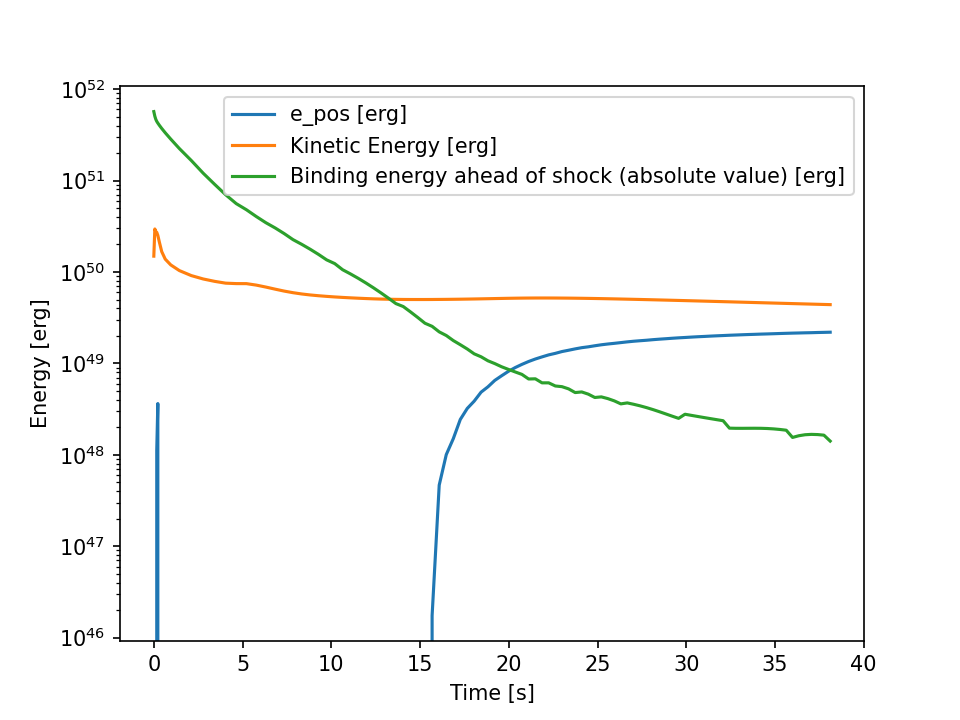 e_pos [erg]
Kinetic Energy [erg]
Binding energy ahead of shock (absolute value) [erg]
Energy [erg]
10^52
10^51
10^50
10^49
10^48
10^47
10^46
0 5 10 15 20 25 30 35 40
Time [s]